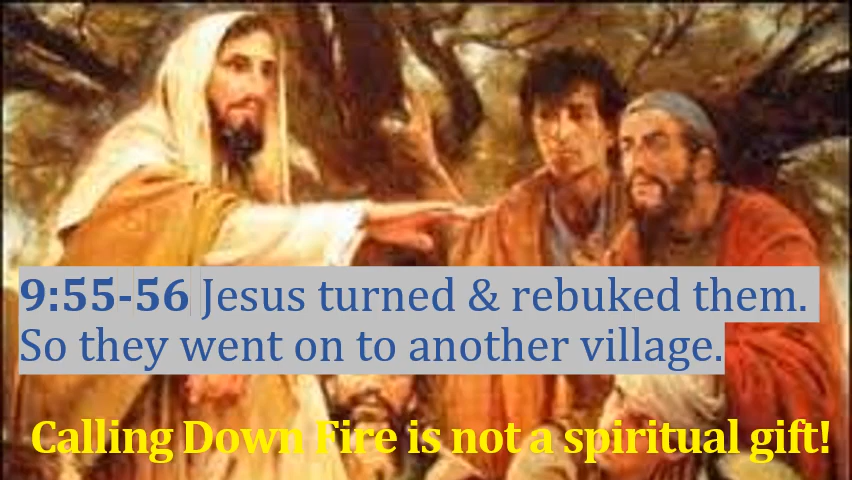 9:55-56 Jesus turned & rebuked them.
So they went on to another village.
Calling Down Fire is not a spiritual gift!